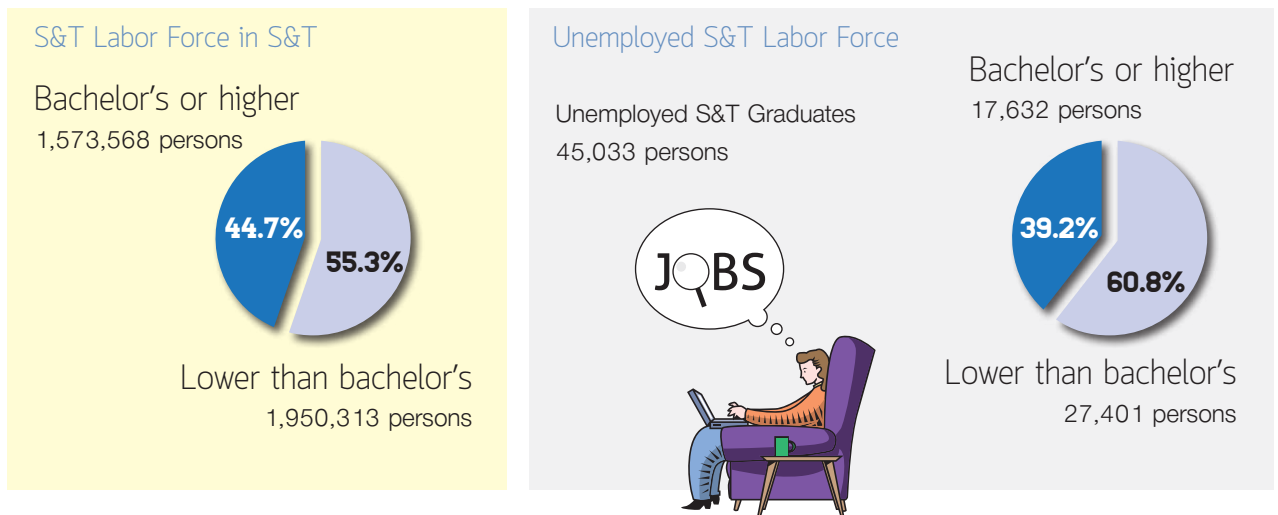 S&T Labor Force in S&T
Bachelor's or higher
1,573,568 persons
44.7%
55.3%
Lower than bachelor's
1,950,313 persons
Unemployed S&T Labor Force
Unemployed S&T Graduates
45,033 persons
JOBS
Bachelor's or higher
17,632 persons
39.2%
60.8%
Lower than bachelor's
27,401 persons